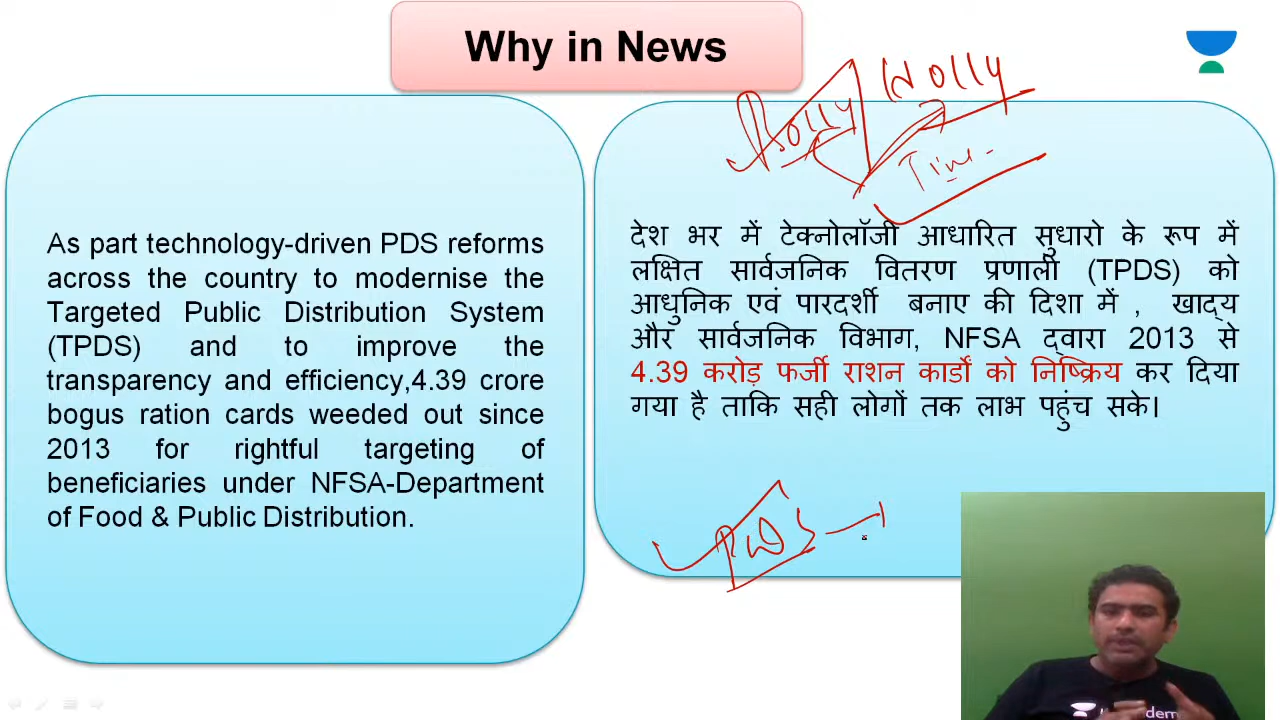 Why in News
Bolly Wolly
Time
As part technology-driven PDS reforms
across the country to modernise the
Targeted Public Distribution System
(TPDS) and to improve the
transparency and efficiency,4.39 crore
bogus ration cards weeded out since
2013 for rightful targeting of
beneficiaries under NFSA-Department
of Food & Public Distribution.
देश भर में टेक्नोलॉजी आधारित सुधारो के रूप में
लक्षित सार्वजनिक वितरण प्रणाली (TPDS) को
आधुनिक एवं पारदर्शी बनाए की दिशा में , खाद्य
और सार्वजनिक विभाग, NFSA द्वारा 2013 से
4.39 करोड़ फर्जी राशन कार्डों को निष्क्रिय कर दिया
गया है ताकि सही लोगों तक लाभ पहुंच सके।
PDS